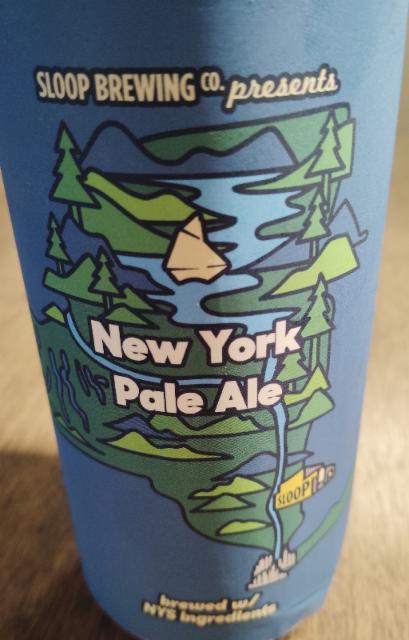 SLOOP BREWING CO. presents
New York
Pale Ale
SLOOP
brewed w/
NYS ingredients